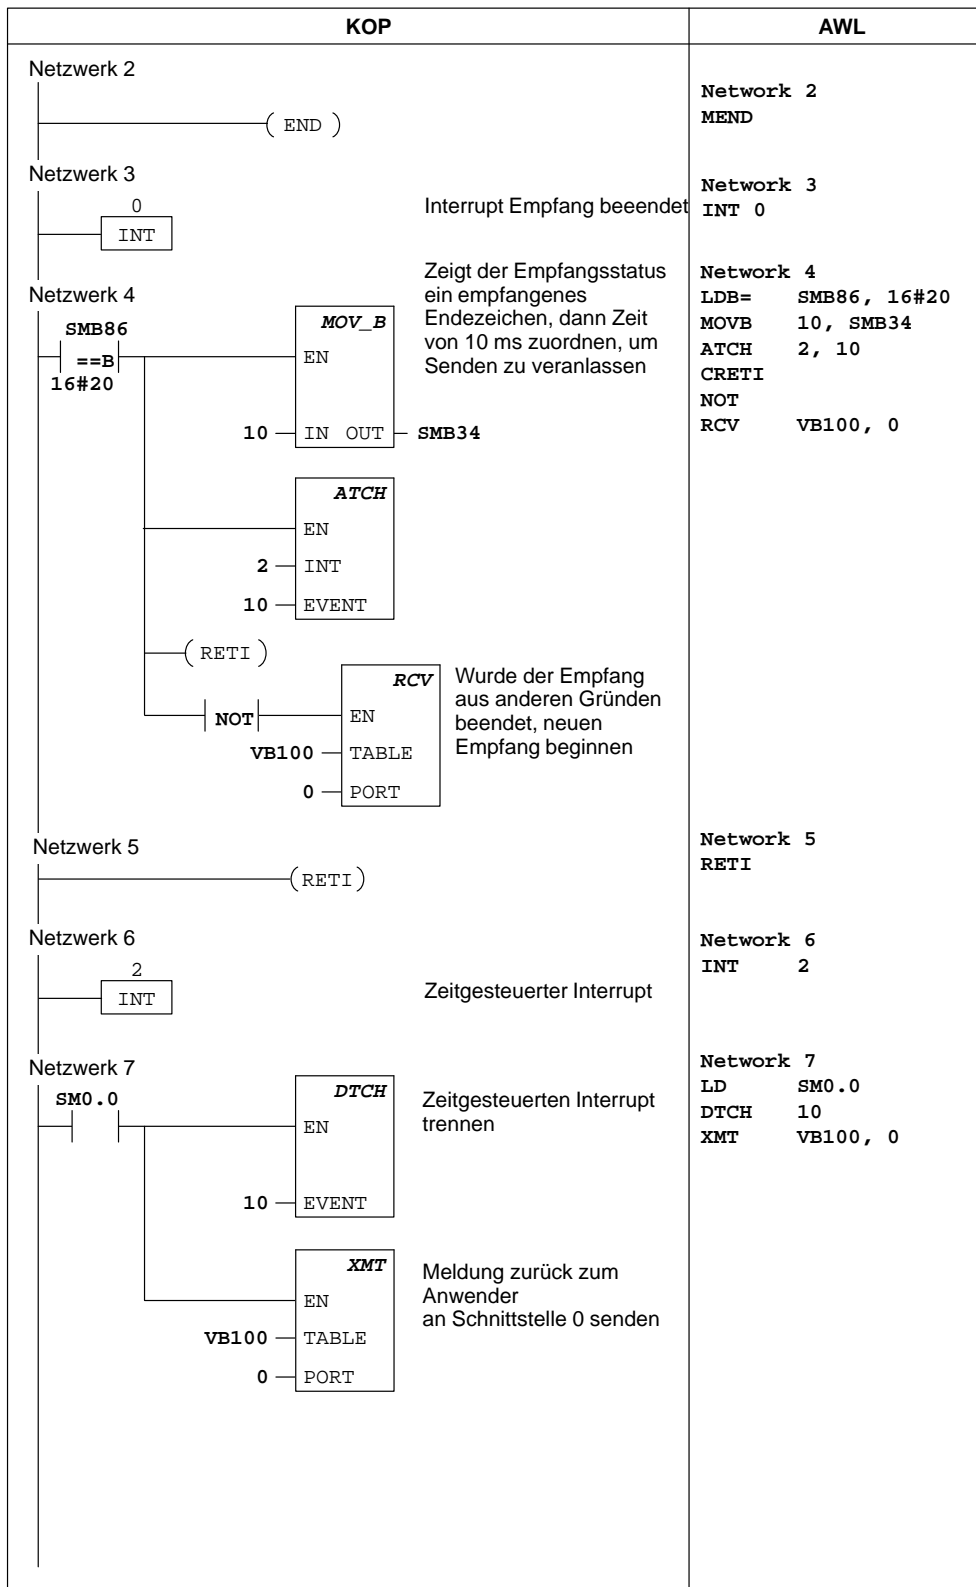 KOP
AWL
Netzwerk 2
( END )
Network 2
MEND
Netzwerk 3
0
INT
Interrupt Empfang beeendet
Network 3
INT 0
Netzwerk 4
SMB86
==B
16#20
MOV_B
EN
10 IN OUT SMB34
Zeigt der Empfangsstatus
ein empfangenes
Endezeichen, dann Zeit
von 10 ms zuordnen, um
Senden zu veranlassen
Network 4
LDB= SMB86, 16#20
MOVB 10, SMB34
ATCH 2, 10
CRETI
NOT
RCV VB100, 0
ATCH
EN
2 INT
10 EVENT
( RETI )
NOT
RCV
EN
VB100 TABLE
0 PORT
Wurde der Empfang
aus anderen Gründen
beendet, neuen
Empfang beginnen
Netzwerk 5
(RETI)
Network 5
RETI
Netzwerk 6
2
INT
Zeitgesteuerter Interrupt
Network 6
INT 2
Netzwerk 7
SM0.0
DTCH
EN
10 EVENT
Zeitgesteuerten Interrupt
trennen
Network 7
LD SM0.0
DTCH 10
XMT VB100, 0
XMT
EN
VB100 TABLE
0 PORT
Meldung zurück zum
Anwender
an Schnittstelle 0 senden